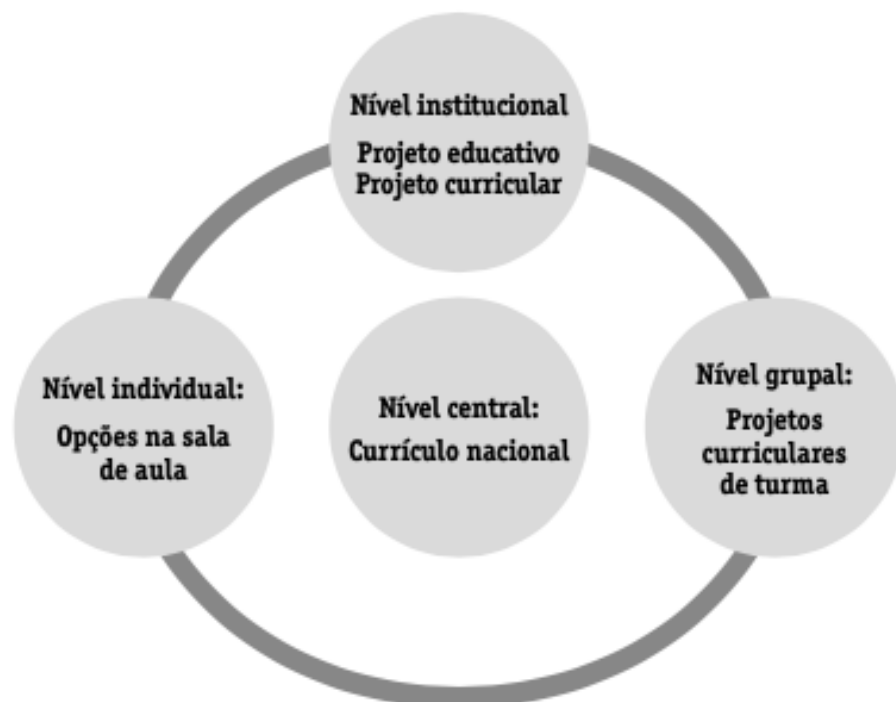 Nível institucional
Projeto educativo
Projeto curricular
Nível individual:
Opções na sala
de aula
Nível central:
Currículo nacional
Nível grupal:
Projetos
curriculares
de turma